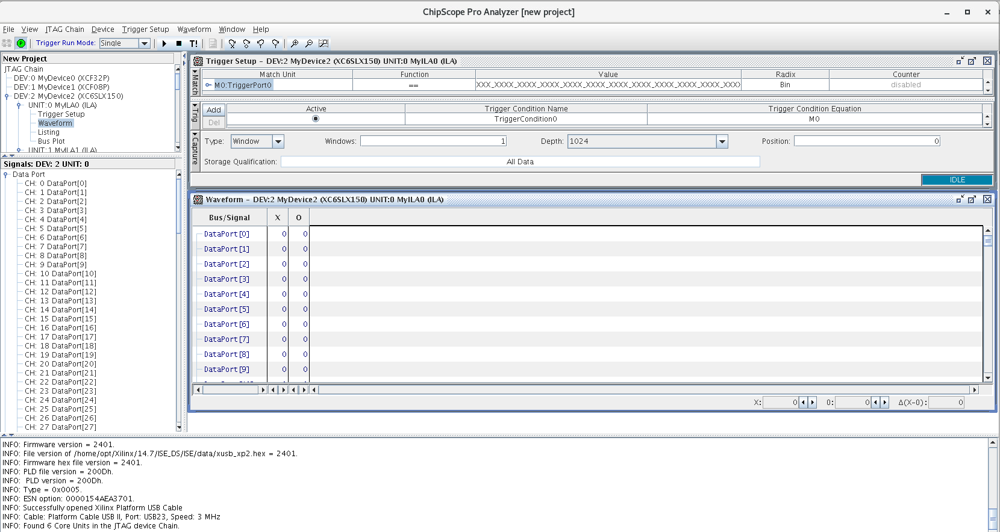 ChipScope Pro Analyzer [new project]
File View JTAG Chain Device Trigger Setup Waveform Window Help
Trigger Run Mode: Single T!
New Project
JTAG Chain
DEV:0 MyDevice0 (XCF32P)
DEV:1 MyDevice1 (XCF08P)
DEV:2 MyDevice2 (XC6SLX150)
UNIT:0 MyILA0 (ILA)
Trigger Setup
Waveform
Listing
Bus Plot
UNIT:1 MyILA1 (ILA)
Signals: DEV: 2 UNIT: 0
Data Port
CH: 0 DataPort[0]
CH: 1 DataPort[1]
CH: 2 DataPort[2]
CH: 3 DataPort[3]
CH: 4 DataPort[4]
CH: 5 DataPort[5]
CH: 6 DataPort[6]
CH: 7 DataPort[7]
CH: 8 DataPort[8]
CH: 9 DataPort[9]
CH: 10 DataPort[10]
CH: 11 DataPort[11]
CH: 12 DataPort[12]
CH: 13 DataPort[13]
CH: 14 DataPort[14]
CH: 15 DataPort[15]
CH: 16 DataPort[16]
CH: 17 DataPort[17]
CH: 18 DataPort[18]
CH: 19 DataPort[19]
CH: 20 DataPort[20]
CH: 21 DataPort[21]
CH: 22 DataPort[22]
CH: 23 DataPort[23]
CH: 24 DataPort[24]
CH: 25 DataPort[25]
CH: 26 DataPort[26]
CH: 27 DataPort[27]
Trigger Setup – DEV:2 MyDevice2 (XC6SLX150) UNIT:0 MyILA0 (ILA)
Match
Match Unit Function Value Radix Counter
M0:TriggerPort0 == XXX_XXXX_XXXX_XXXX_XXXX_XXXX_XXXX_XXXX_XXXX_XXXX_XXXX_XXXX Bin disabled
Trig
Add Active Trigger Condition Name Trigger Condition Equation
Del TriggerCondition0 M0
Capture
Type: Window Windows: 1 Depth: 1024 Position: 0
Storage Qualification: All Data
IDLE
Waveform – DEV:2 MyDevice2 (XC6SLX150) UNIT:0 MyILA0 (ILA)
Bus/Signal X O
DataPort[0] 0 0
DataPort[1] 0 0
DataPort[2] 0 0
DataPort[3] 0 0
DataPort[4] 0 0
DataPort[5] 0 0
DataPort[6] 0 0
DataPort[7] 0 0
DataPort[8] 0 0
DataPort[9] 0 0
X: 0 O: 0 Δ(X-O): 0
INFO: Firmware version = 2401.
INFO: File version of /home/opt/Xilinx/14.7/ISE_DS/ISE/data/xusb_xp2.hex = 2401.
INFO: Firmware hex file version = 2401.
INFO: PLD file version = 200Dh.
INFO: PLD version = 200Dh.
INFO: Type = 0x0005.
INFO: ESN option: 0000154AEA3701.
INFO: Successfully opened Xilinx Platform USB Cable
INFO: Cable: Platform Cable USB II, Port: USB23, Speed: 3 MHz
INFO: Found 6 Core Units in the JTAG device Chain.